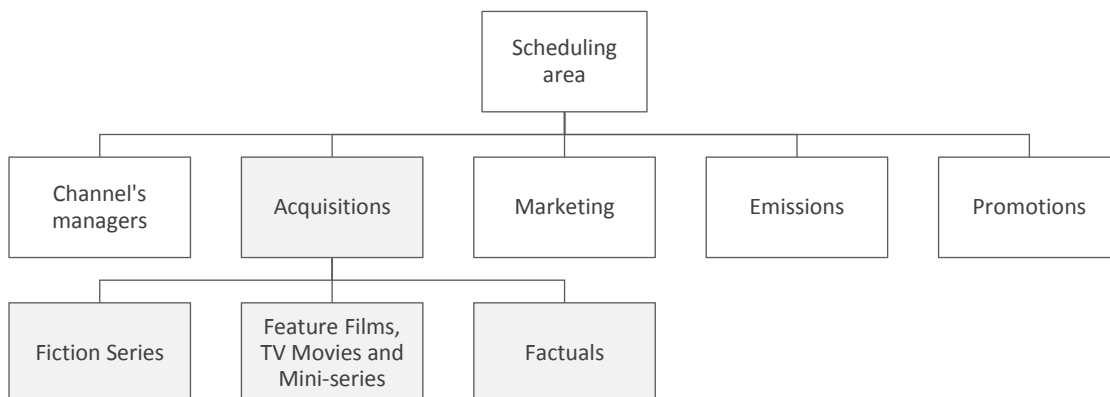 Scheduling
area
Channel's
managers
Acquisitions
Marketing
Emissions
Promotions
Fiction Series
Feature Films,
TV Movies and
Mini-series
Factuals